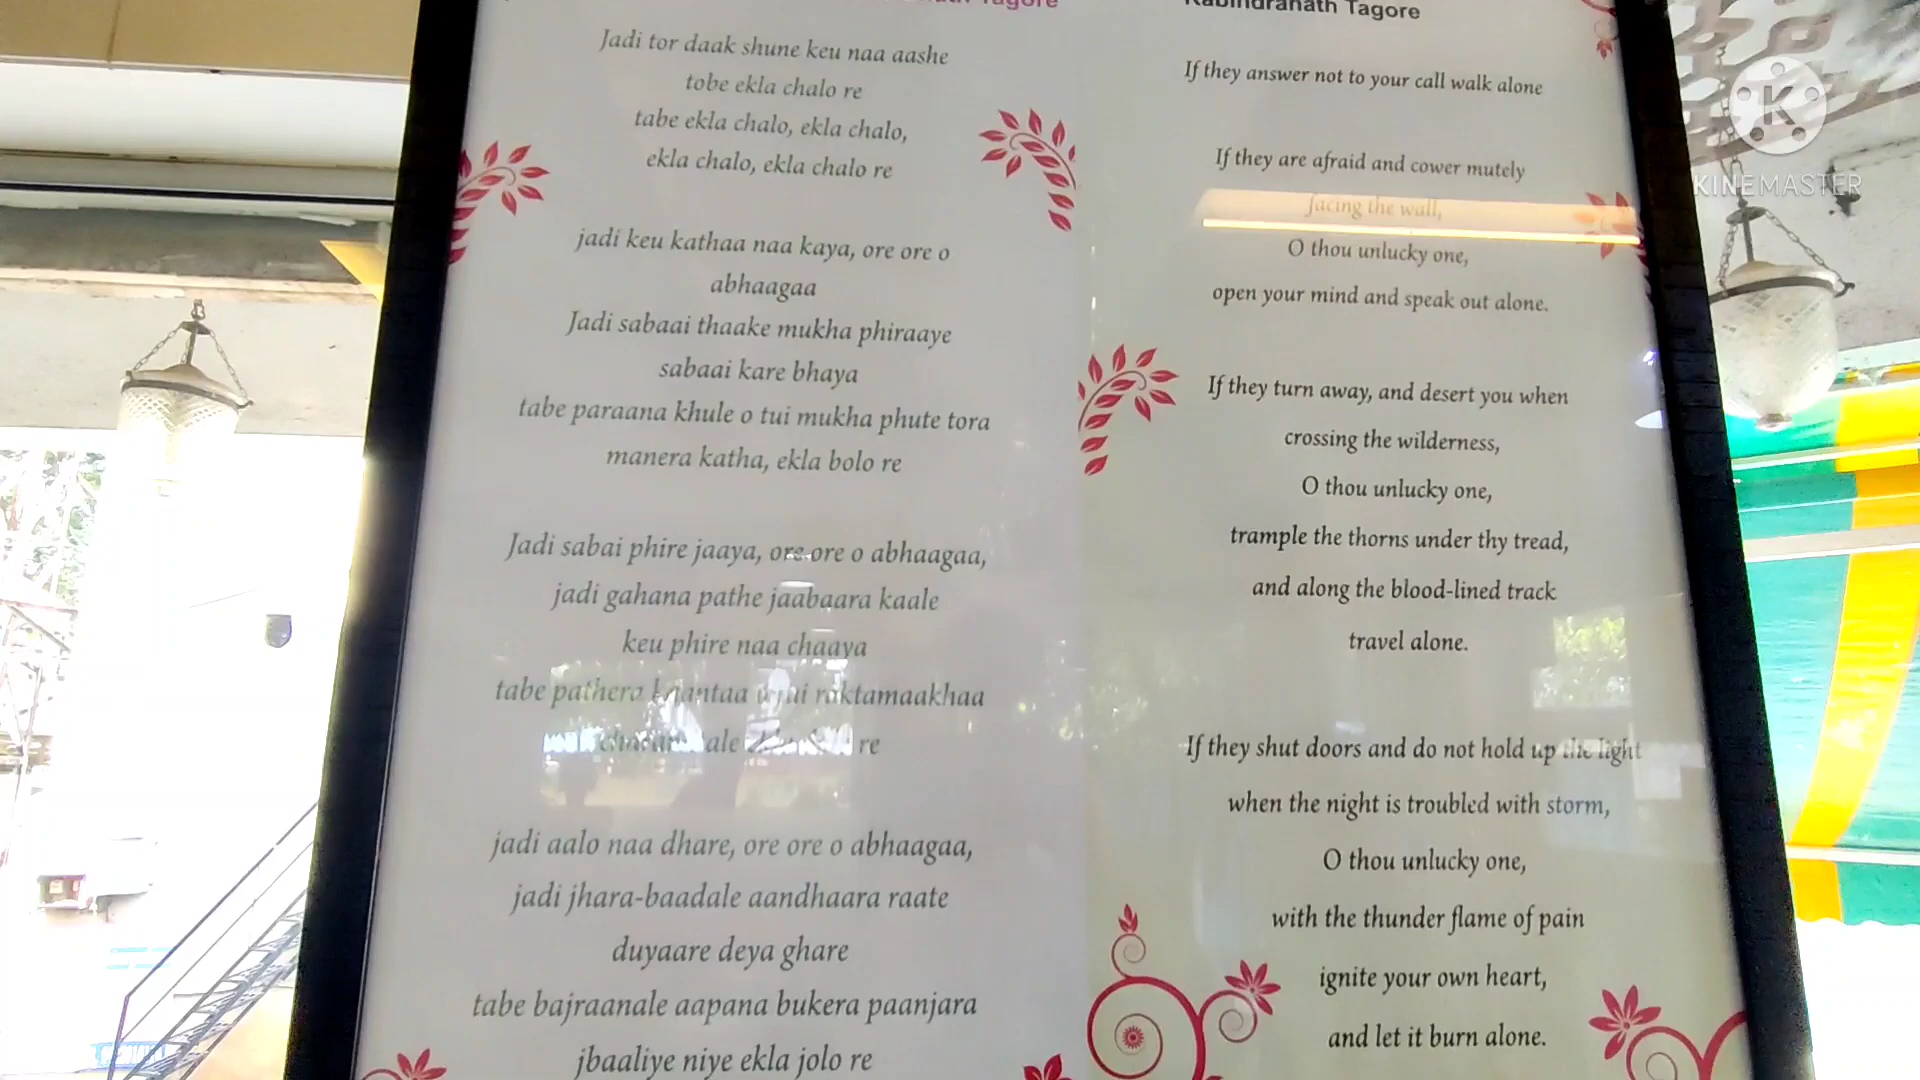 Tagore
Jadi tor daak shune keu naa aashe
tobe ekla chalo re
tabe ekla chalo, ekla chalo,
ekla chalo, ekla chalo re
jadi keu kathaa naa kaya, ore ore o
abhaagaa
Jadi sabaai thaake mukha phiraaye
sabaai kare bhaya
tabe paraana khule o tui mukha phute tora
manera katha, ekla bolo re
Jadi sabai phire jaaya, ore ore o abhaagaa,
jadi gahana pathe jaabaara kaale
keu phire naa chaaya
tabe pathera raktamaakhaa
re
jadi aalo naa dhare, ore ore o abhaagaa,
jadi jhara-baadale aandhaara raate
duyaare deya ghare
tabe bajraanale aapana bukera paanjara
jbaaliye niye ekla jolo re
Rabindranath Tagore
If they answer not to your call walk alone
If they are afraid and cower mutely
facing the wall,
O thou unlucky one,
open your mind and speak out alone.
If they turn away, and desert you when
crossing the wilderness,
O thou unlucky one,
trample the thorns under thy tread,
and along the blood-lined track
travel alone.
If they shut doors and do not hold up the light
when the night is troubled with storm,
O thou unlucky one,
with the thunder flame of pain
ignite your own heart,
and let it burn alone.
K
KINEMASTER